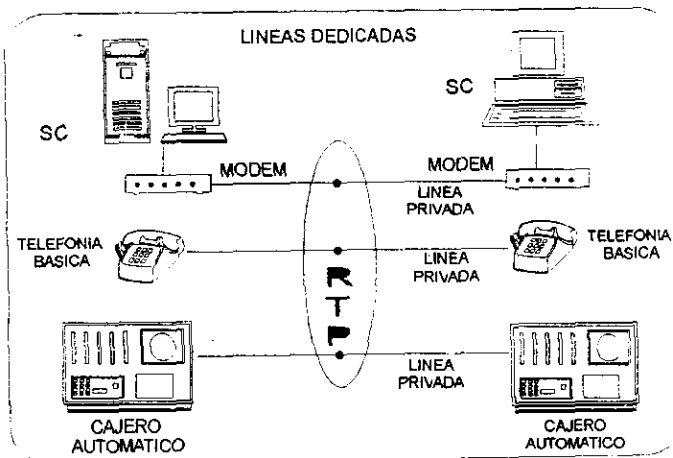 LINEAS DEDICADAS
SC
SC
MODEM
MODEM
LINEA
PRIVADA
TELEFONIA
BASICA
LINEA
PRIVADA
TELEFONIA
BASICA
R
T
P
LINEA
PRIVADA
CAJERO
AUTOMATICO
CAJERO
AUTOMATICO